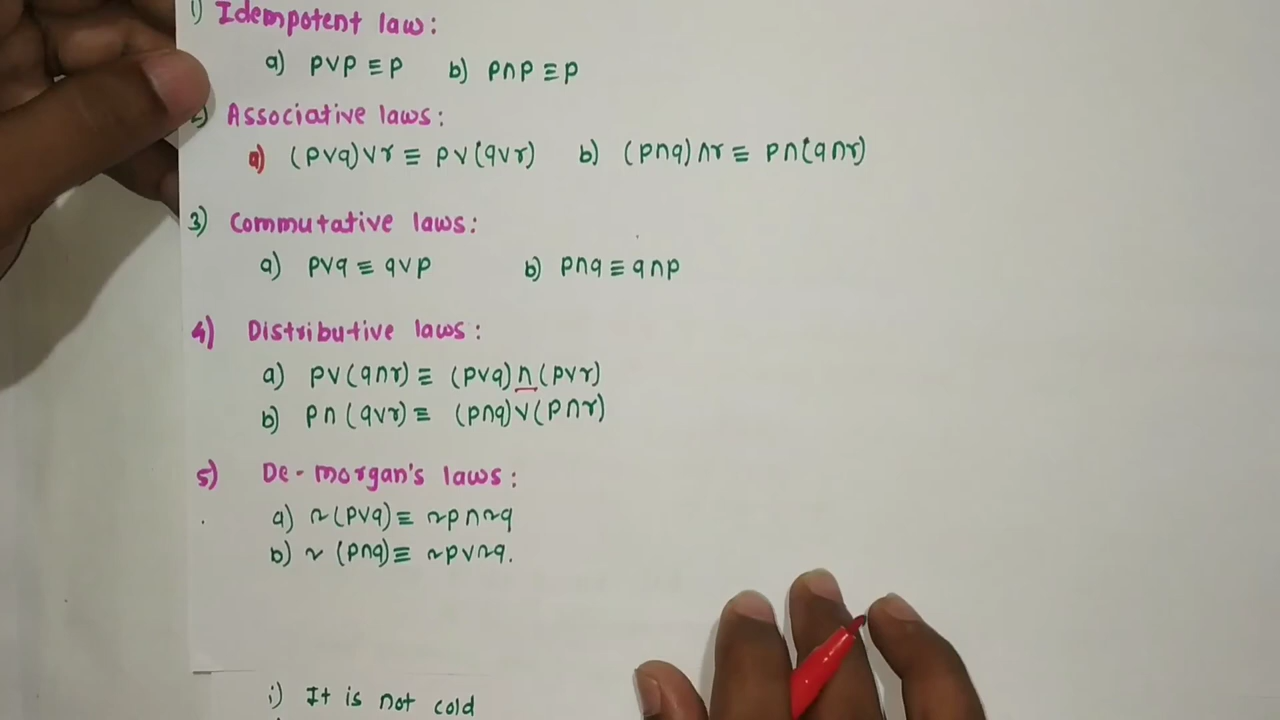 1) Idempotent law:
a) p∨p ≡ p b) p∩p ≡ p
2) Associative laws:
a) (p∨q)∨r ≡ p∨(q∨r) b) (p∩q)∩r ≡ p∩(q∩r)
3) Commutative laws:
a) p∨q ≡ q∨p b) p∩q ≡ q∩p
4) Distributive laws:
a) p∨(q∩r) ≡ (p∨q)∩(p∨r)
b) p∩(q∨r) ≡ (p∩q)∨(p∩r)
5) De-morgan's laws:
a) ~(p∨q) ≡ ~p∩~q
b) ~(p∩q) ≡ ~p∨~q.
i) It is not cold